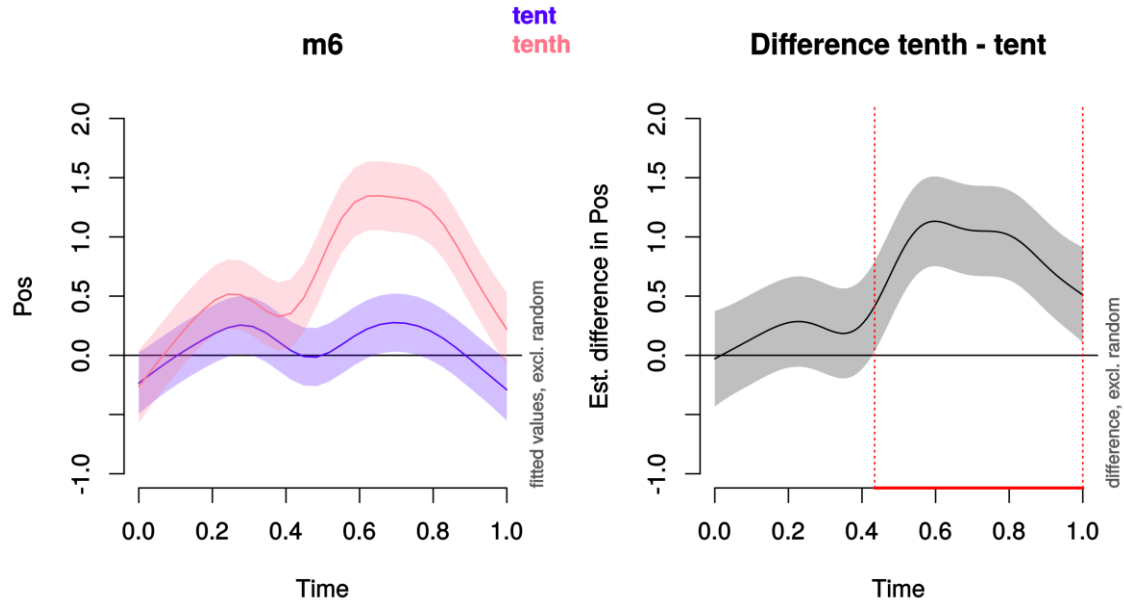 tent
tenth
m6
Pos
2.0
1.5
1.0
0.5
0.0
-1.0
0.0 0.2 0.4 0.6 0.8 1.0
Time
fitted values, excl. random
Difference tenth - tent
Est. difference in Pos
2.0
1.5
1.0
0.5
0.0
-1.0
0.0 0.2 0.4 0.6 0.8 1.0
Time
difference, excl. random